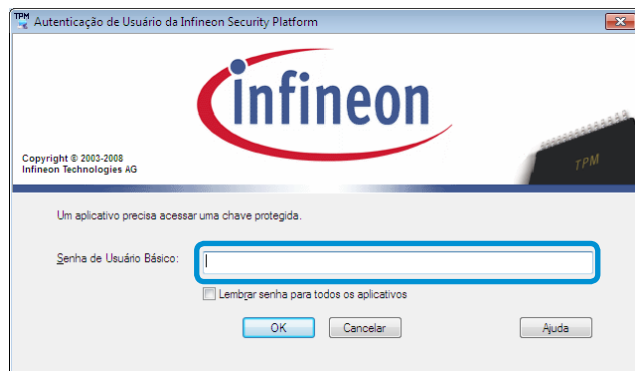 TPM Autenticação de Usuário da Infineon Security Platform
infineon
Copyright © 2003-2008
Infineon Technologies AG
TPM
Um aplicativo precisa acessar uma chave protegida.
Senha de Usuário Básico:
Lembrar senha para todos os aplicativos
OK Cancelar Ajuda